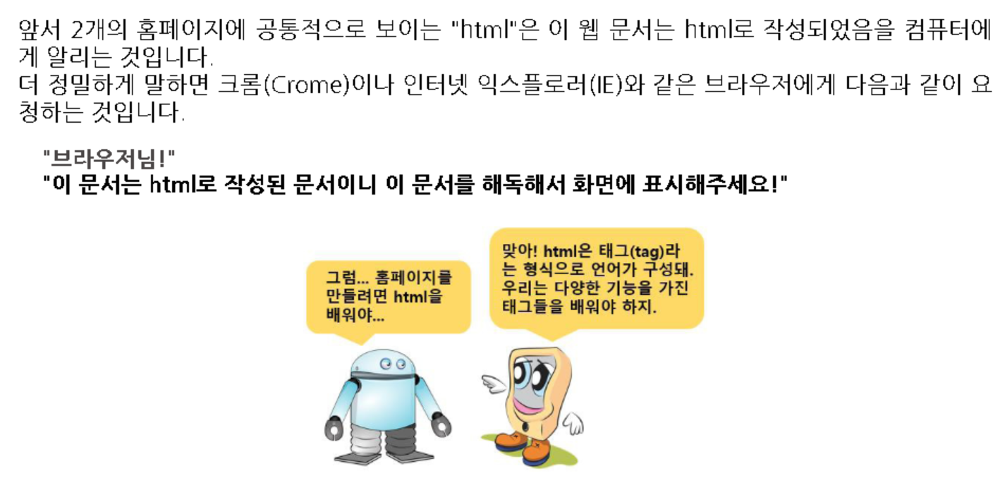 앞서 2개의 홈페이지에 공통적으로 보이는 "html"은 이 웹 문서는 html로 작성되었음을 컴퓨터에
게 알리는 것입니다.
더 정밀하게 말하면 크롬(Crome)이나 인터넷 익스플로러(IE)와 같은 브라우저에게 다음과 같이 요
청하는 것입니다.
"브라우저님!"
"이 문서는 html로 작성된 문서이니 이 문서를 해독해서 화면에 표시해주세요!"
그럼... 홈페이지를
만들려면 html을
배워야...
맞아! html은 태그(tag)라
는 형식으로 언어가 구성돼.
우리는 다양한 기능을 가진
태그들을 배워야 하지.